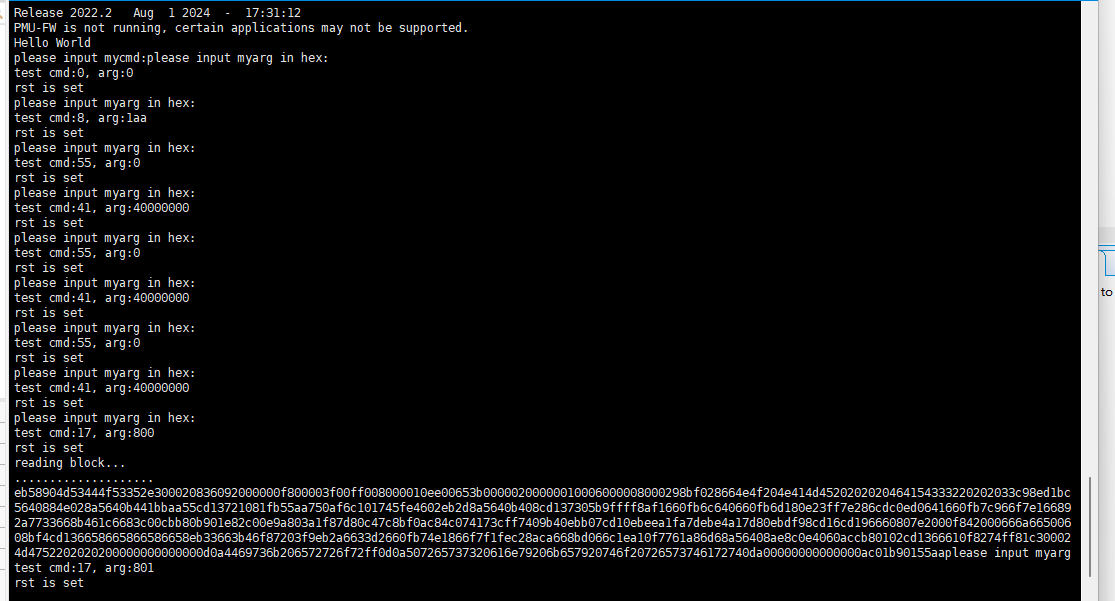 Release 2022.2   Aug  1 2024  -  17:31:12
PMU-FW is not running, certain applications may not be supported.
Hello World
please input mycmd:please input myarg in hex:
test cmd:0, arg:0
rst is set
please input myarg in hex:
test cmd:8, arg:1aa
rst is set
please input myarg in hex:
test cmd:55, arg:0
rst is set
please input myarg in hex:
test cmd:41, arg:40000000
rst is set
please input myarg in hex:
test cmd:55, arg:0
rst is set
please input myarg in hex:
test cmd:41, arg:40000000
rst is set
please input myarg in hex:
test cmd:55, arg:0
rst is set
please input myarg in hex:
test cmd:41, arg:40000000
rst is set
please input myarg in hex:
test cmd:17, arg:800
rst is set
reading block...
....................
eb58904d53444f53352e300020836092000000f800003f00ff008000010ee00653b00000200000010006000008000298bf028664e4f204e414d4520202020464154333220202033c98ed1bc
5640884e028a5640b441bbaa55cd13721081fb55aa750af6c101745fe4602eb2d8a5640b408cd137305b9ffff8af1660fb6c640660fb6d180e23ff7e286cdc0ed0641660fb7c966f7e16689
2a7733668b461c6683c00cbb80b901e82c00e9a803a1f87d80c47c8bf0ac84c074173cff7409b40ebb07cd10ebeea1fa7debe4a17d80ebdf98cd16cd196660807e2000f842000666a665006
08bf4cd136658665866586658eb33663b46f87203f9eb2a6633d2660fb74e1866f7f1fec28aca668bd066c1ea10f7761a86d68a56408ae8c0e4060accb80102cd1366610f8274ff81c30002
4d47522020202000000000000000d0a4469736b206572726f72ff0d0a507265737320616e79206b657920746f20726573746172740da00000000000000ac01b90155aaplease input myarg
test cmd:17, arg:801
rst is set
to